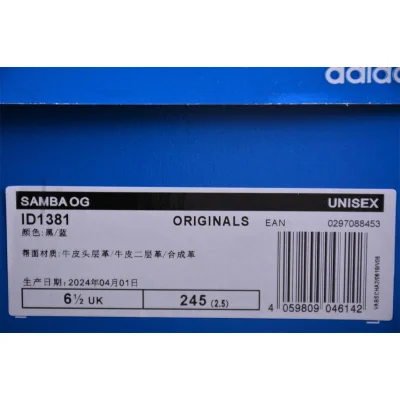 adidas
SAMBA OG UNISEX
ID1381 ORIGINALS EAN 0297088453
颜色:黑/蓝
帮面材质:牛皮头层革/牛皮二层革/合成革
生产日期:2024年04月01日
6½ UK 245 (2.5)
4 059809 046142